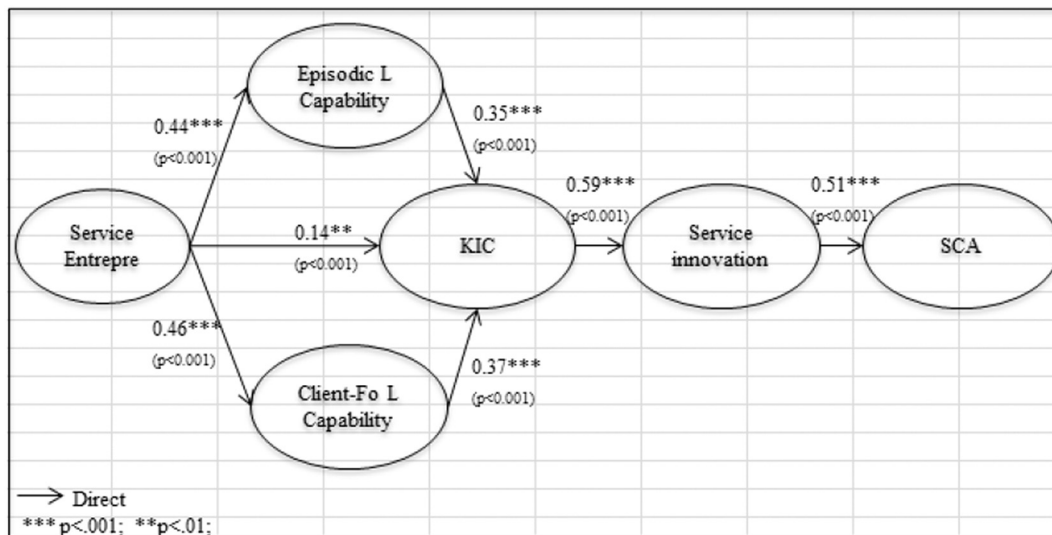 Episodic L
Capability
0.44***
(p<0.001)
0.35***
(p<0.001)
Service
Entrepre
0.14**
(p<0.001)
KIC
0.59***
(p<0.001)
Service
innovation
0.51***
(p<0.001)
SCA
0.46***
(p<0.001)
0.37***
(p<0.001)
Client-Fo L
Capability
Direct
*** p<.001; **p<.01;